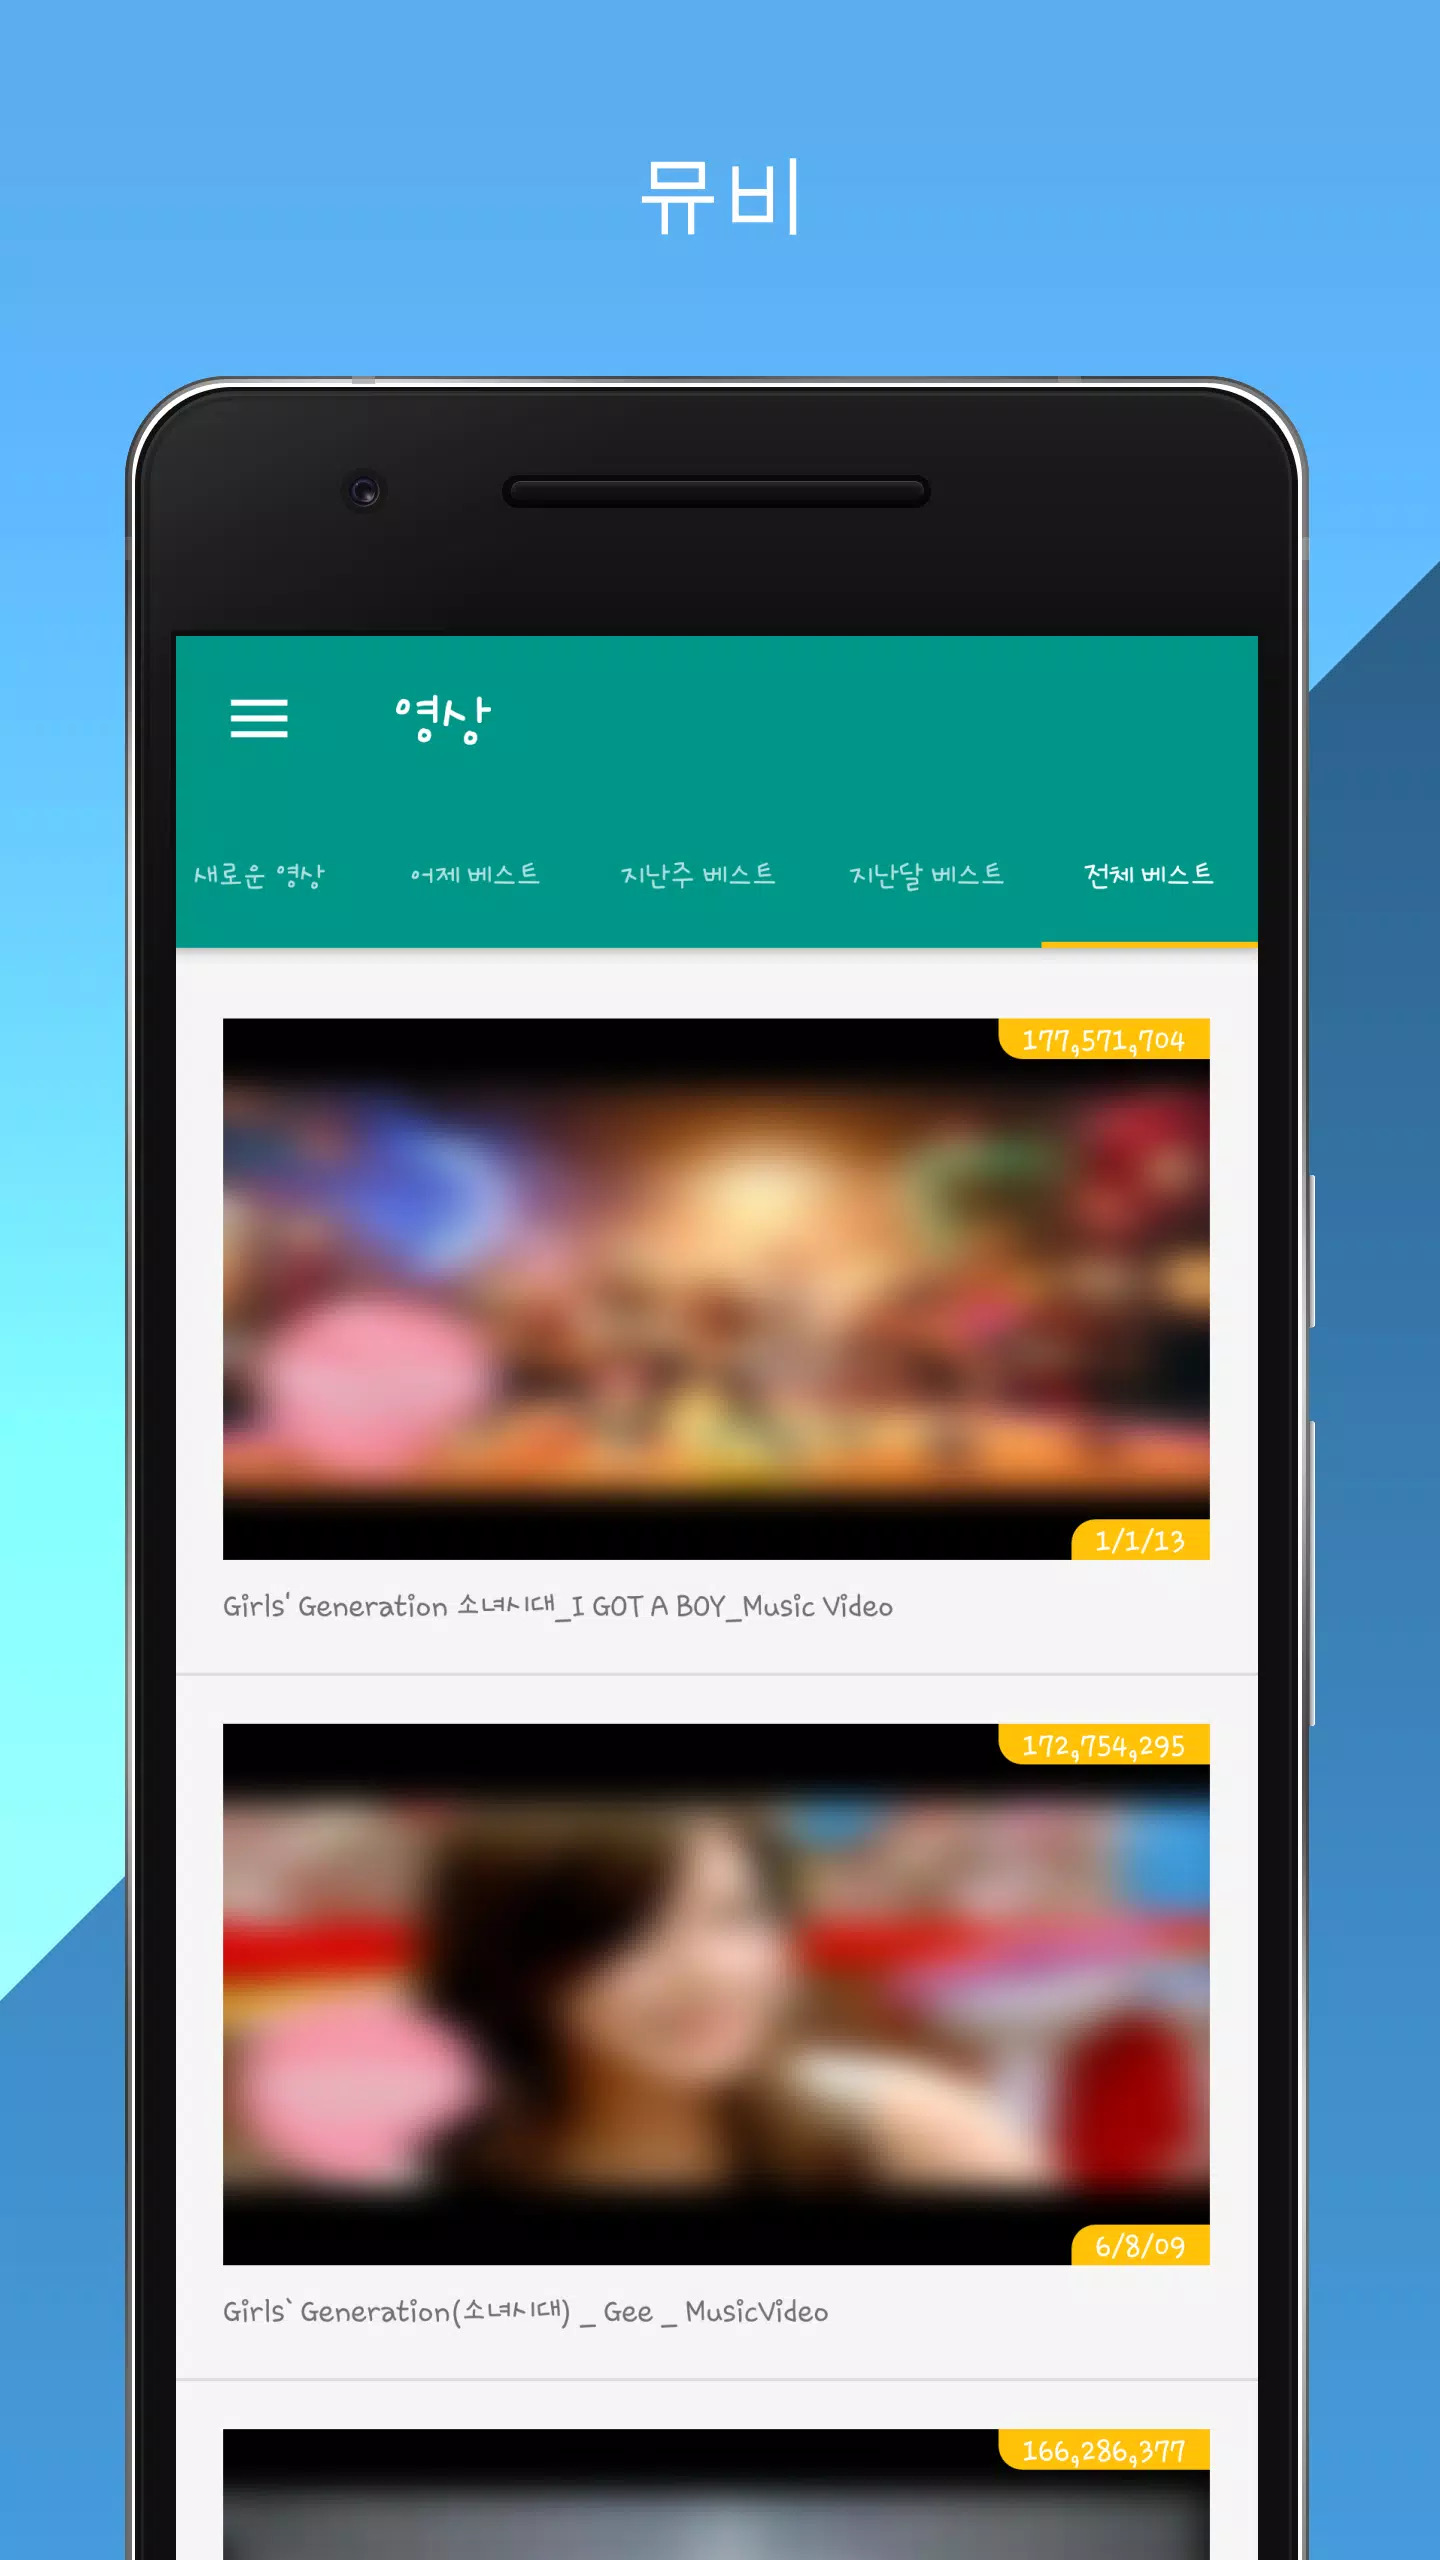 뮤비
영상
새로운 영상 어제 베스트 지난주 베스트 지난달 베스트 전체 베스트
177,571,704
1/1/13
Girls' Generation 소녀시대_I GOT A BOY_Music Video
172,754,295
6/8/09
Girls` Generation(소녀시대) _ Gee _ MusicVideo
166,286,377